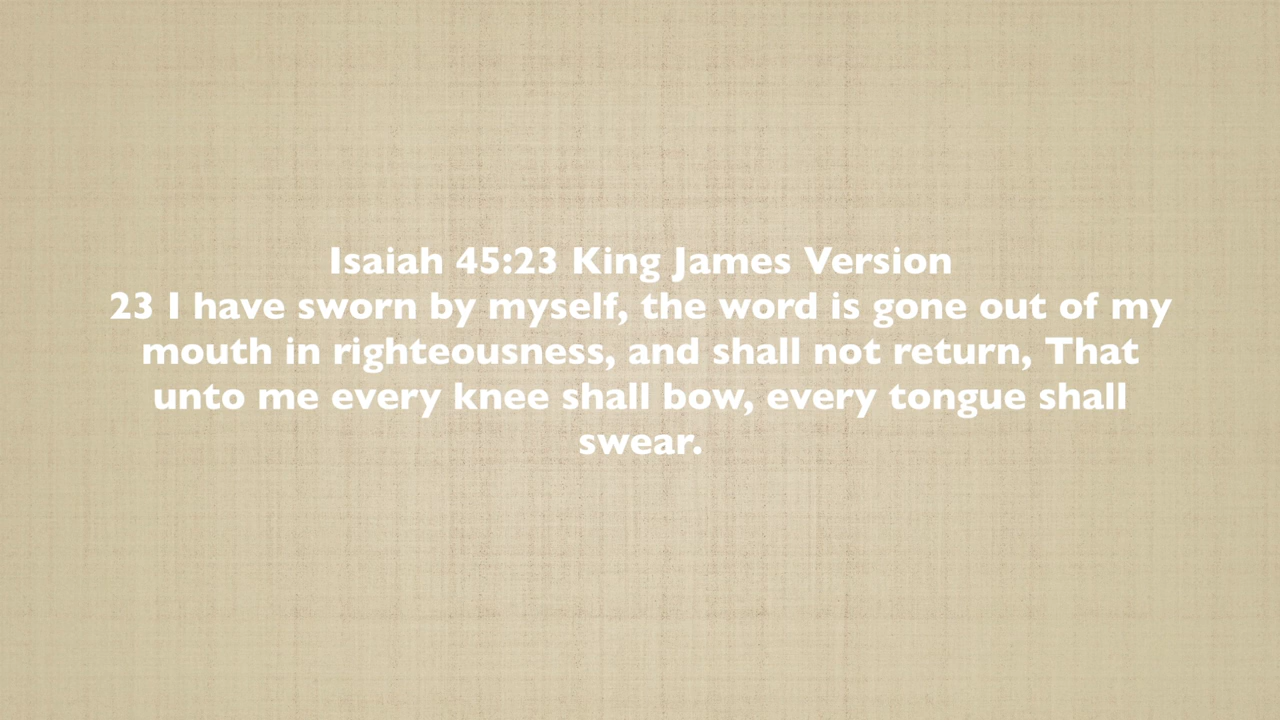 Isaiah 45:23 King James Version
23 I have sworn by myself, the word is gone out of my
mouth in righteousness, and shall not return, That
unto me every knee shall bow, every tongue shall
swear.